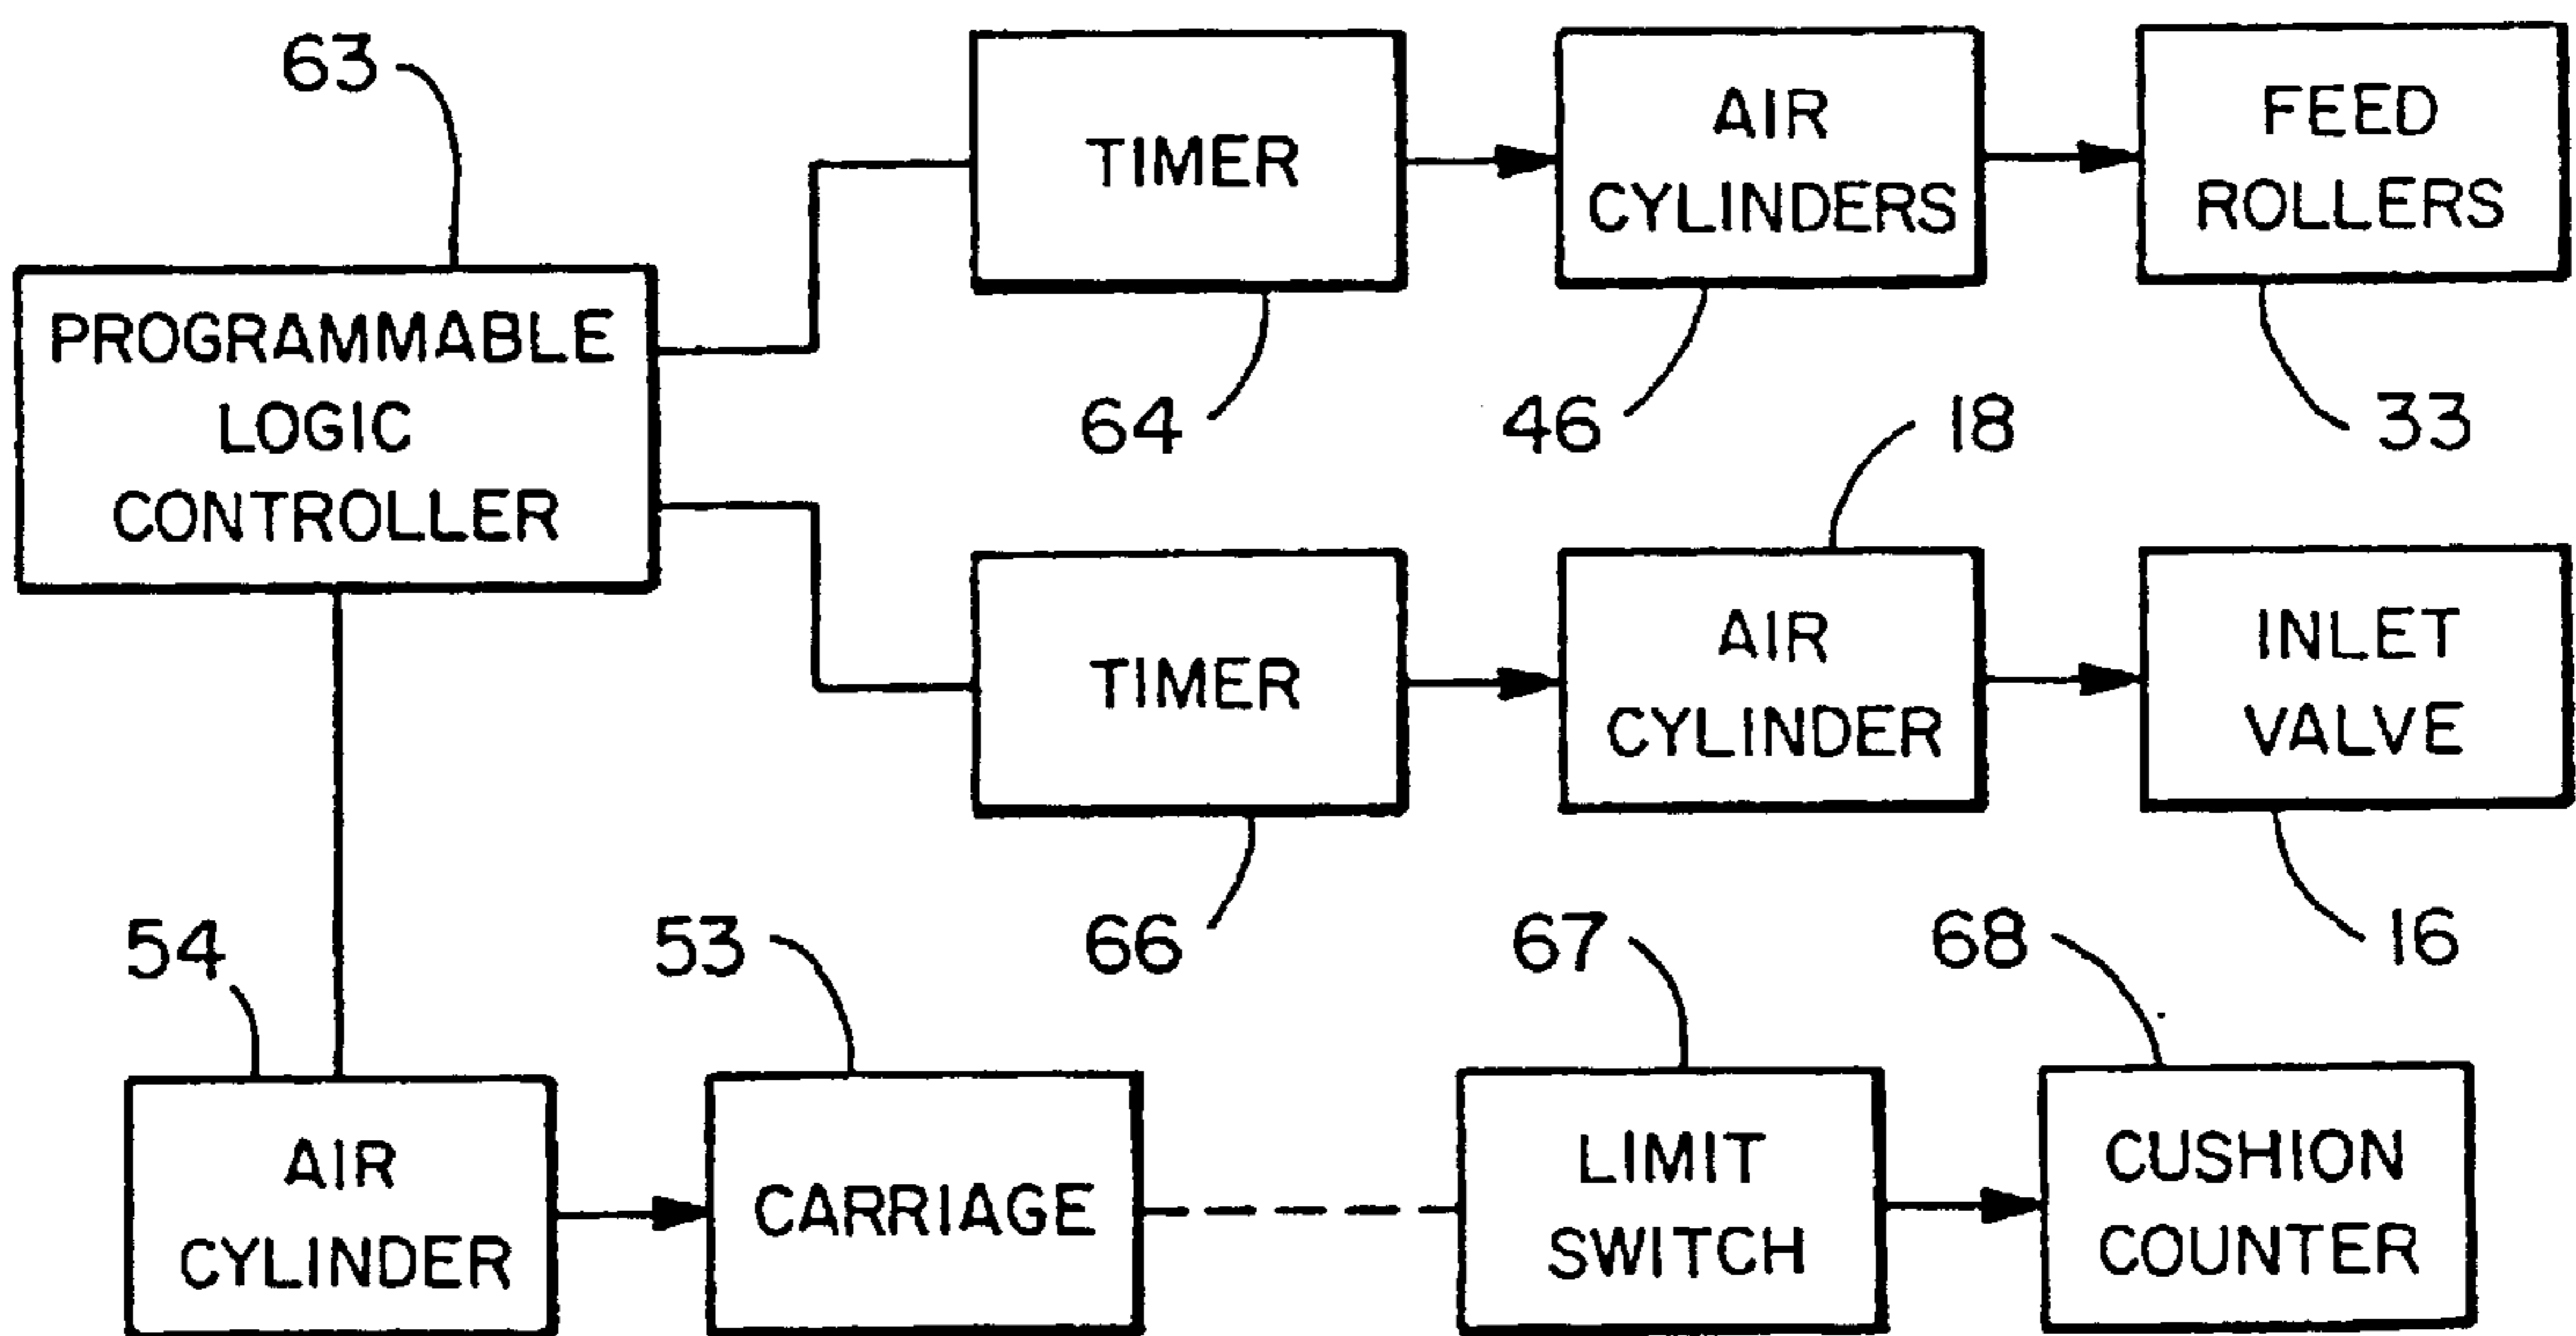 63
PROGRAMMABLE
LOGIC
CONTROLLER
TIMER
64
AIR
CYLINDERS
46
FEED
ROLLERS
33
TIMER
66
18
AIR
CYLINDER
INLET
VALVE
16
54
AIR
CYLINDER
53
CARRIAGE
67
LIMIT
SWITCH
68
CUSHION
COUNTER